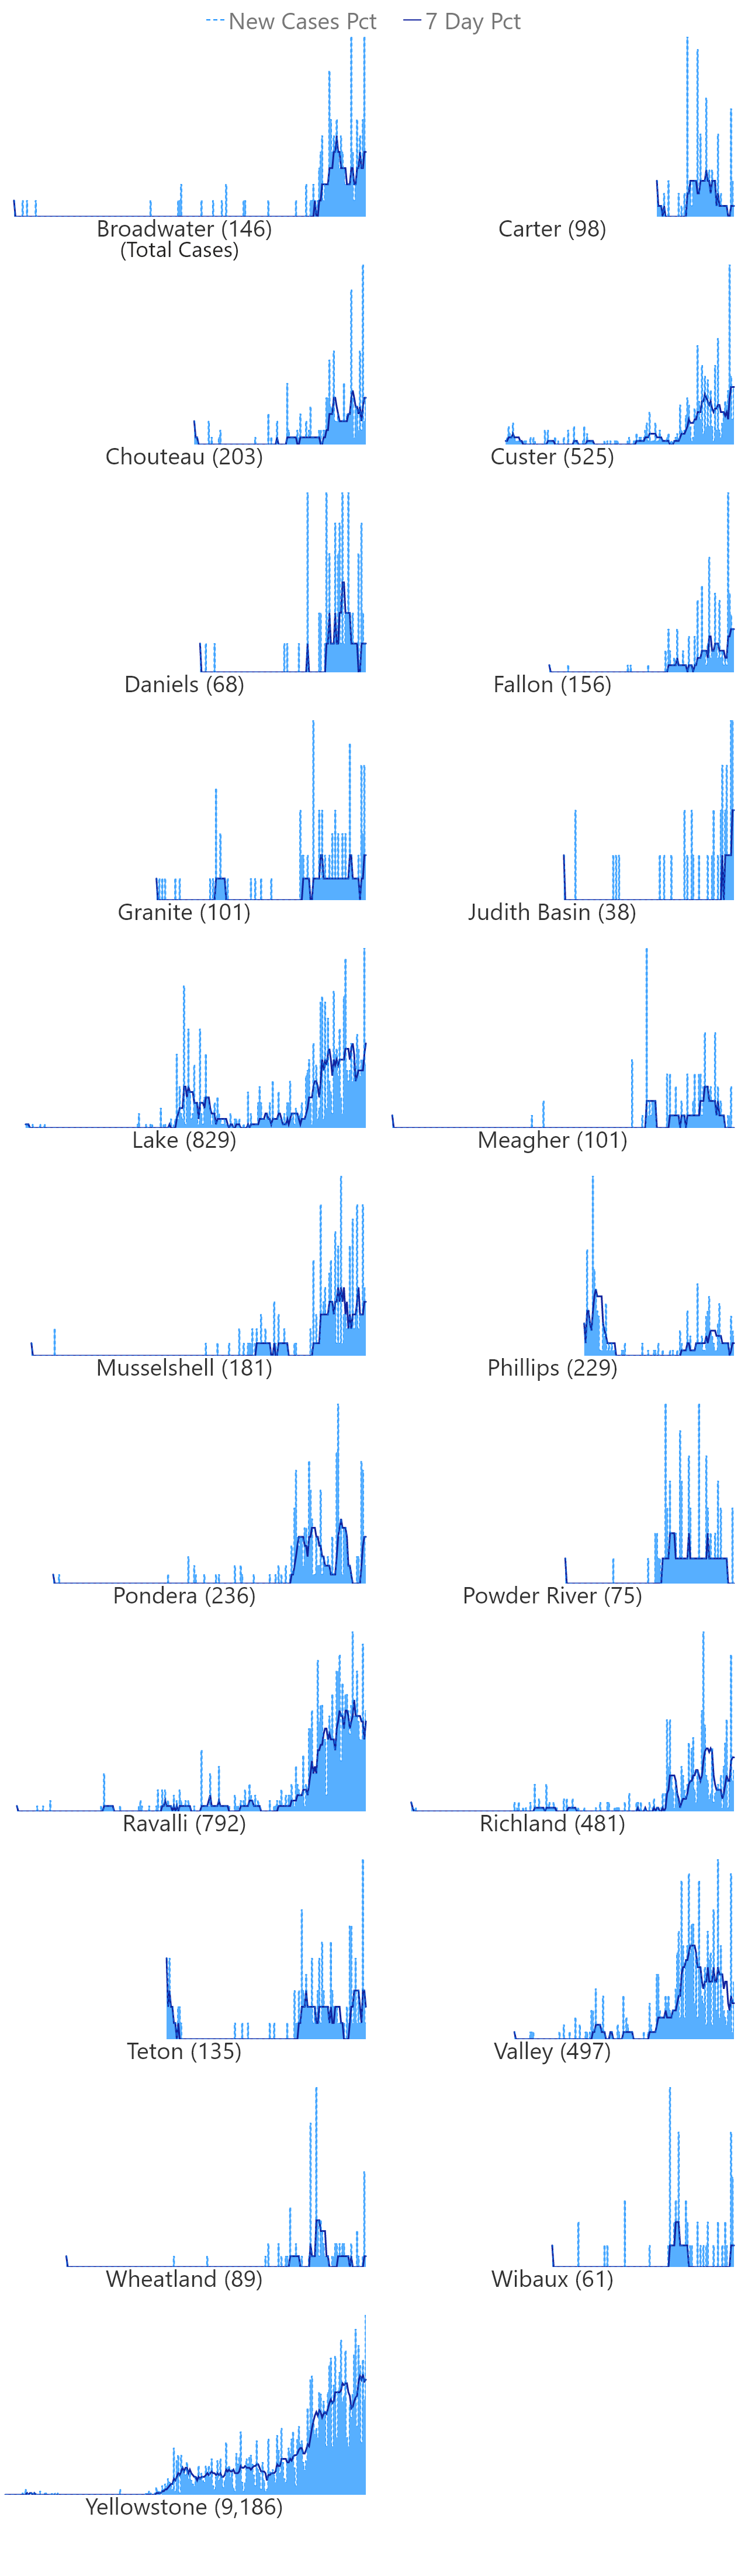 New Cases Pct 7 Day Pct
Broadwater (146) Carter (98)
(Total Cases)
Chouteau (203) Custer (525)
Daniels (68) Fallon (156)
Granite (101) Judith Basin (38)
Lake (829) Meagher (101)
Musselshell (181) Phillips (229)
Pondera (236) Powder River (75)
Ravalli (792) Richland (481)
Teton (135) Valley (497)
Wheatland (89) Wibaux (61)
Yellowstone (9,186)